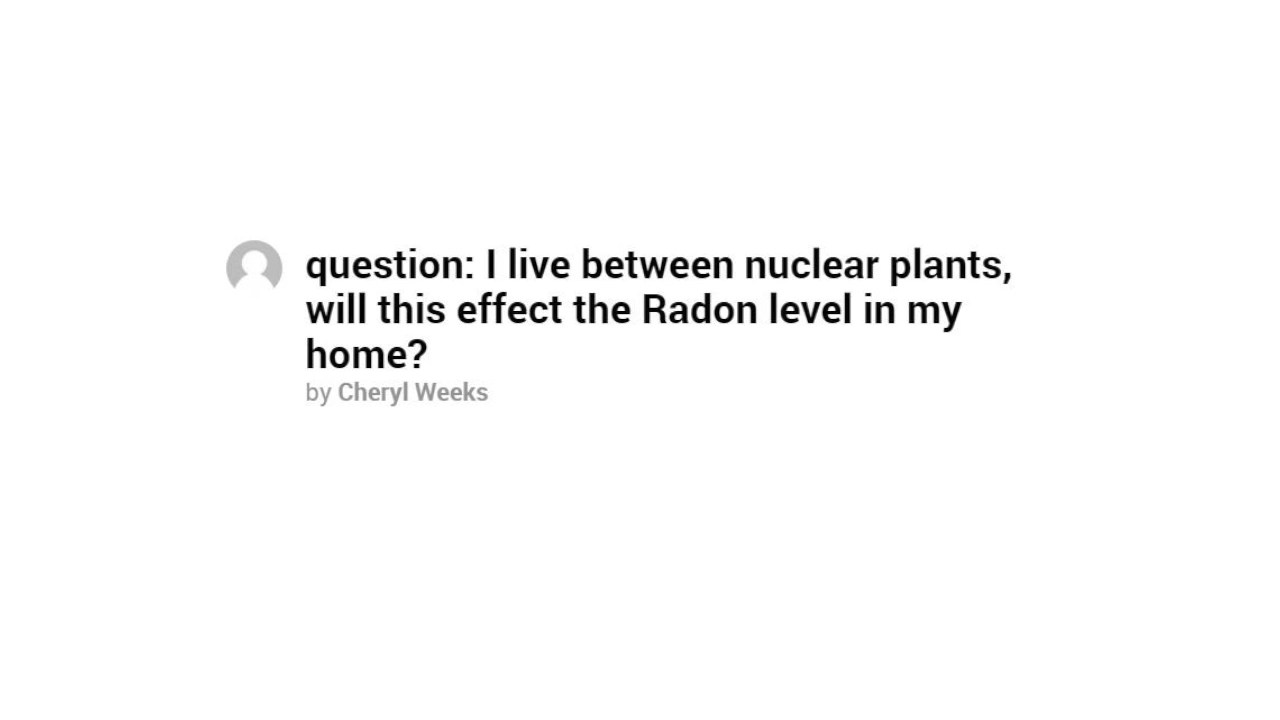 question: I live between nuclear plants,
will this effect the Radon level in my
home?
by Cheryl Weeks